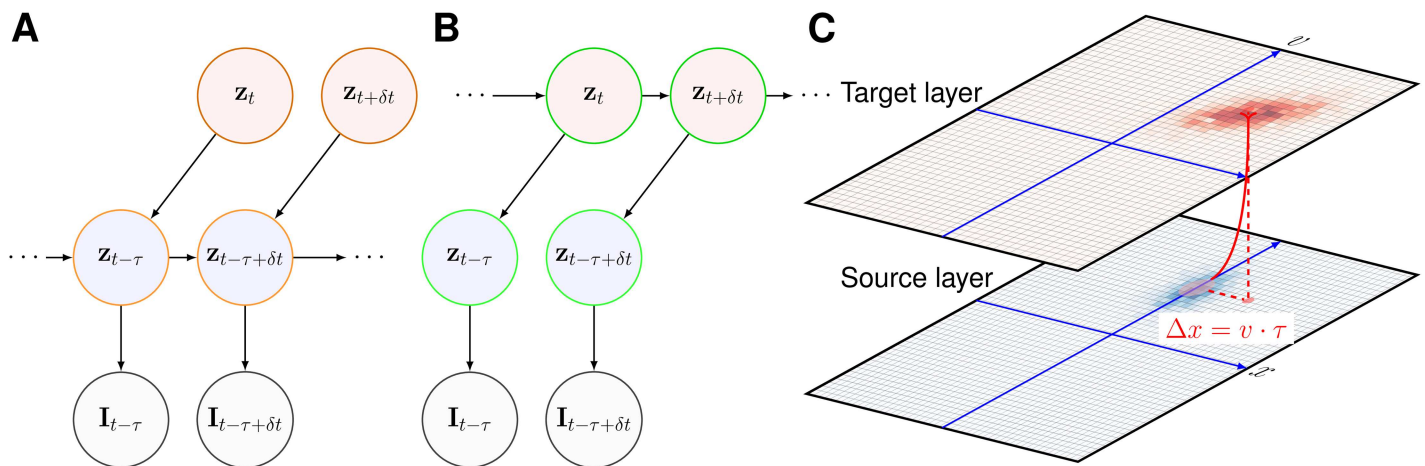 A
z_t
z_{t+δt}
· · ·
z_{t−τ}
z_{t−τ+δt}
· · ·
I_{t−τ}
I_{t−τ+δt}
B
· · ·
z_t
z_{t+δt}
· · ·
z_{t−τ}
z_{t−τ+δt}
I_{t−τ}
I_{t−τ+δt}
C
v
Target layer
Source layer
Δx = v · τ
x